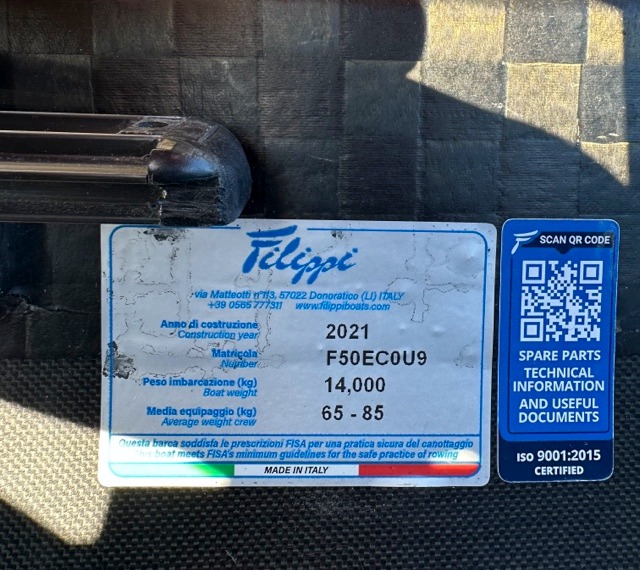 Filippi
via Matteotti n°113, 57022 Donoratico (LI) ITALY
+39 0565 777311 www.filippiboats.com
Anno di costruzione 2021
Construction year
Matricola F50EC0U9
Number
Peso imbarcazione (kg) 14,000
Boat weight
Media equipaggio (kg) 65 - 85
Average weight crew
Questa barca soddisfa le prescrizioni FISA per una pratica sicura del canottaggio
boat meets FISA's minimum guidelines for the safe practice of rowing
MADE IN ITALY
SCAN QR CODE
SPARE PARTS
TECHNICAL
INFORMATION
AND USEFUL
DOCUMENTS
ISO 9001:2015
CERTIFIED